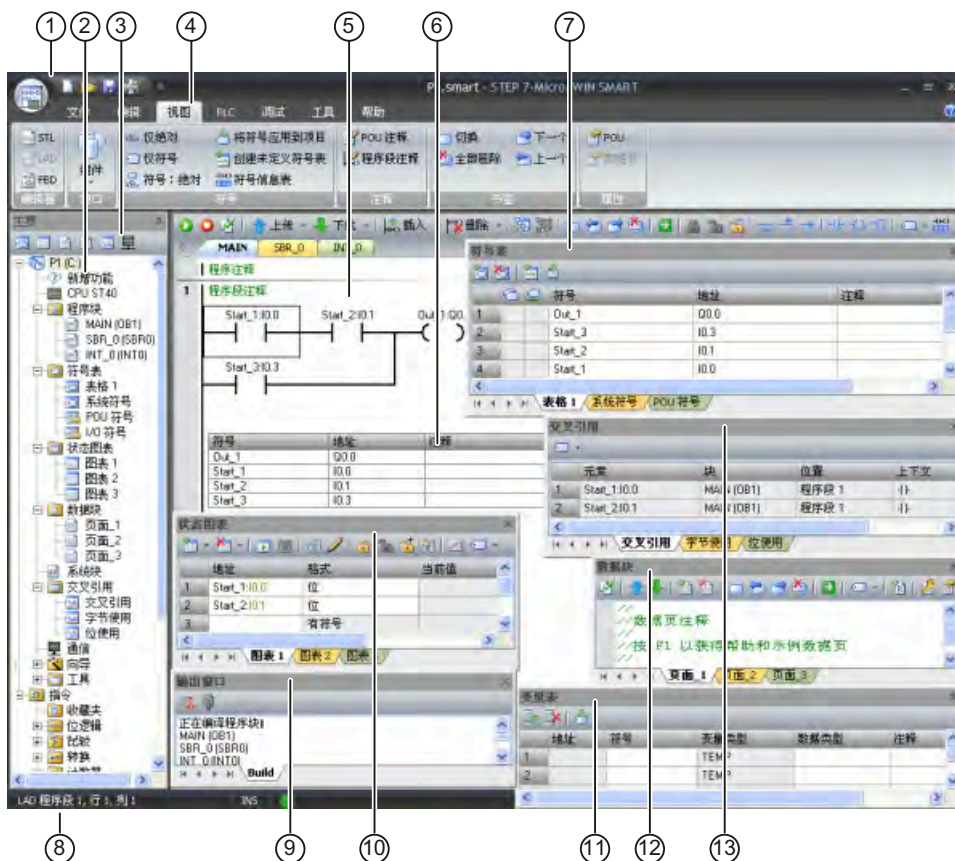 ① ② ③ ④ ⑤ ⑥ ⑦
smart - STEP 7-Micro/WIN SMART
视图 PLC 调试 工具 帮助
STL
LAD
FBD
组件
仅绝对
仅符号
符号：绝对
将符号应用到项目
创建未定义符号表
符号信息表
符号
POU 注释
程序段注释
注释
切换
全部删除
下一个
上一个
POU
属性
上传
插入
删除
P1 (C:)
新增功能
CPU ST40
程序块
MAIN (OB1)
SBR_0 (SBR0)
INT_0 (INT0)
符号表
表格 1
系统符号
POU 符号
I/O 符号
状态图表
图表 1
图表 2
图表 3
数据块
页面_1
页面_2
页面_3
系统块
交叉引用
交叉引用
字节使用
位使用
通信
向导
工具
指令
收藏夹
位逻辑
比较
转换
MAIN SBR_0
程序注释
1 程序段注释
Start_1:I0.0 Start_2:I0.1
Start_3:I0.3
符号 地址 注释
Out_1 Q0.0
Start_1 I0.0
Start_2 I0.1
Start_3 I0.3
符号表
符号 地址 注释
1 Out_1 Q0.0
2 Start_3 I0.3
3 Start_2 I0.1
4 Start_1 I0.0
表格 1 系统符号 POU 符号
交叉引用
元素 块 位置 上下文
1 Start_1:I0.0 MAIN (OB1) 程序段 1
2 Start_2:I0.1 MAIN (OB1) 程序段 1
交叉引用 字节使用 位使用
状态图表
地址 格式 当前值
1 Start_1:I0.0 位
2 Start_2:I0.1 位
3 有符号
图表 1 图表 2
数据块
//
//数据页注释
//
//按 F1 以获得帮助和示例数据页
//
页面_1 页面_2 页面_3
输出窗口
正在编译程序块
MAIN (OB1)
SBR_0 (SBR0)
INT_0 (INT0)
Build
变量表
地址 符号 变量类型 数据类型 注释
1 TEMP
2 TEMP
LAD 程序段 1, 行 1, 列 1 INS
⑧ ⑨ ⑩ ⑪ ⑫ ⑬